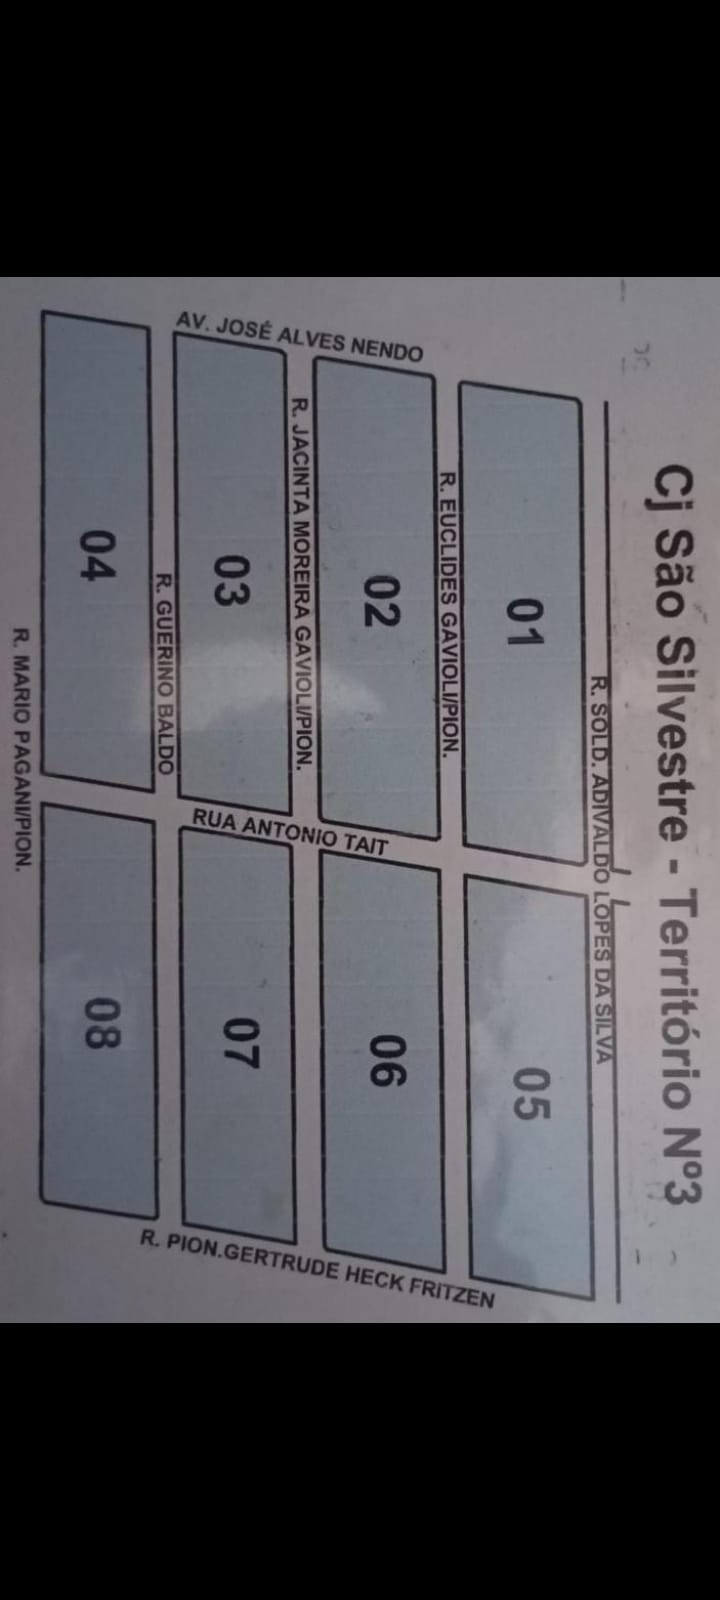 Cj São Silvestre - Território Nº3
R. SOLD. ADIVALDO LOPES DA SILVA
01
05
R. EUCLIDES GAVIOLI/PION.
02
06
R. JACINTA MOREIRA GAVIOLI/PION.
03
07
R. GUERINO BALDO
04
08
R. MARIO PAGANI/PION.
AV. JOSÉ ALVES NENDO
RUA ANTONIO TAIT
R. PION.GERTRUDE HECK FRITZEN